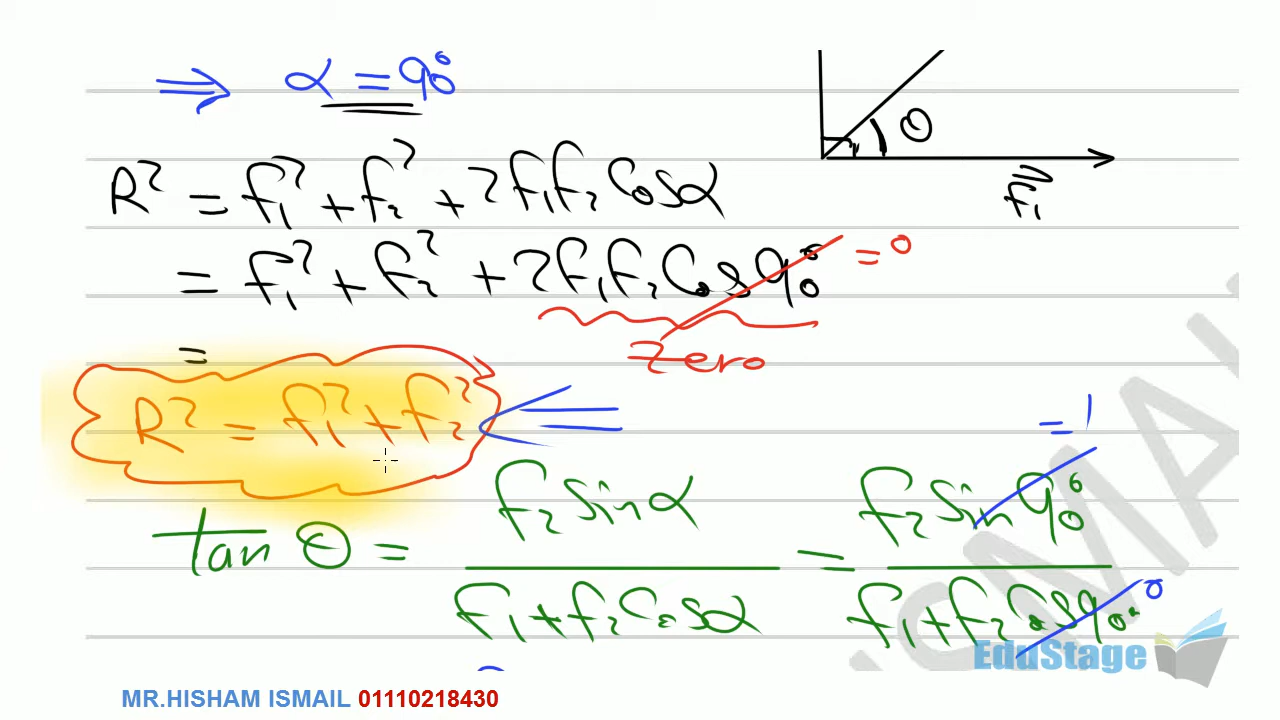 ⇒ α = 90°
θ
F₁
R² = F₁² + F₂² + 2F₁F₂ Cosα
= F₁² + F₂² + 2F₁F₂ Cos 90° = 0
=
Zero
R² = F₁² + F₂²
= 1
tan θ = F₂ sin α / F₁ + F₂ Cosα = F₂ sin 90° / F₁ + F₂ Cos 90° 0
EduStage
MR.HISHAM ISMAIL 01110218430